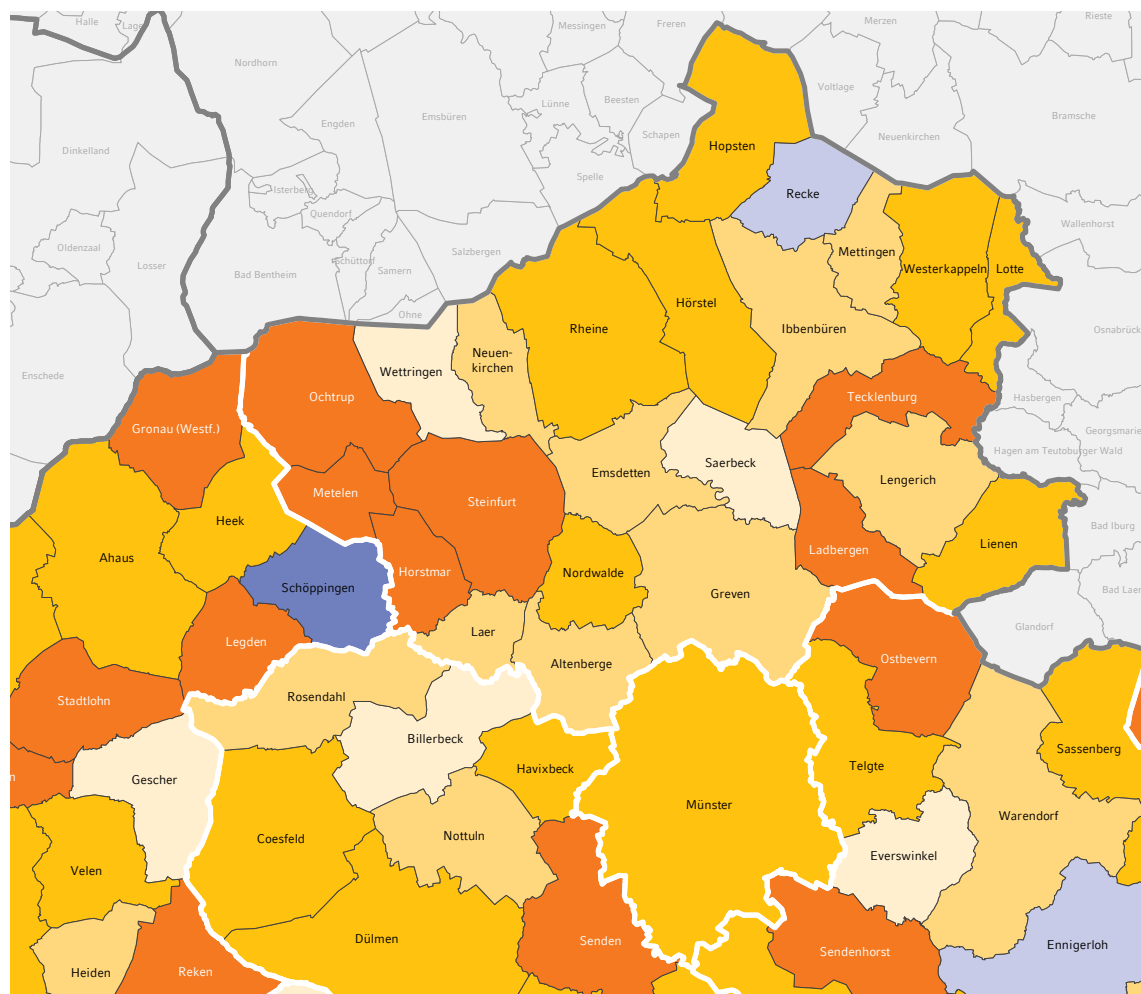 Halle
Lage
Messingen
Freren
Merzen
Rieste
Nordhorn
Lünne
Beesten
Voltlage
Emsbüren
Engden
Bramsche
Schapen
Neuenkirchen
Dinkelland
Hopsten
Spelle
Isterberg
Recke
Quendorf
Wallenhorst
Oldenzaal
Losser
Salzbergen
Mettingen
Schüttorf
Samern
Bad Bentheim
Westerkappeln
Lotte
Hörstel
Ohne
Rheine
Ibbenbüren
Osnabrück
Neuen-
kirchen
Wettringen
Enschede
Ochtrup
Tecklenburg
Hasbergen
Gronau (Westf.)
Georgsmarie
Hagen am Teutoburger Wald
Saerbeck
Emsdetten
Lengerich
Metelen
Steinfurt
Heek
Bad Iburg
Lienen
Ladbergen
Ahaus
Horstmar
Nordwalde
Schöppingen
Bad Laer
Greven
Glandorf
Laer
Legden
Ostbevern
Altenberge
Rosendahl
Stadtlohn
Billerbeck
Sassenberg
Telgte
Havixbeck
n
Gescher
Münster
Warendorf
Nottuln
Coesfeld
Everswinkel
Velen
Dülmen
Senden
Ennigerloh
Sendenhorst
Heiden
Reken